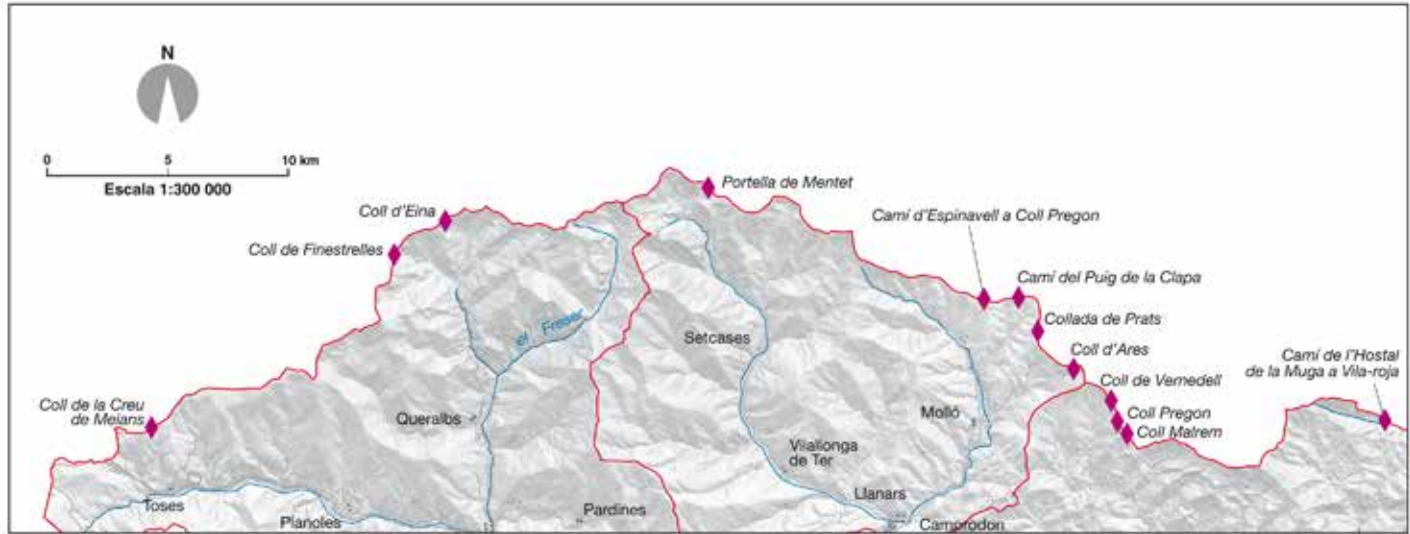 N
0 5 10 km
Escala 1:300 000
Portella de Mentet
Coll d'Eina
Camí d'Espinavell a Coll Pregon
Coll de Finestrelles
Camí del Puig de la Clapa
el Freser
Setcases
Collada de Prats
Coll d'Ares
Camí de l'Hostal
de la Muga a Vila-roja
Coll de Vernedell
Coll de la Creu
de Meians
Queralbs
Molló
Coll Pregon
Coll Malrem
Vilallonga
de Ter
Llanars
Toses
Planoles
Pardines
Camprodon